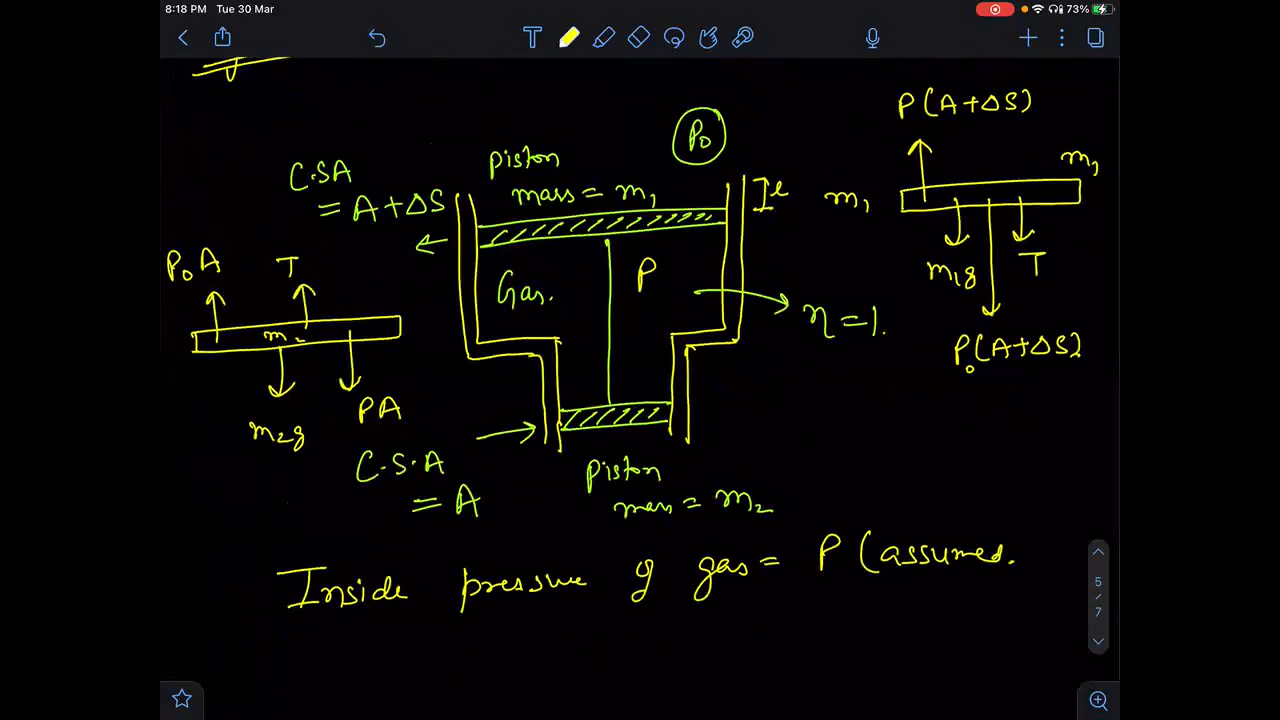 8:18 PM Tue 30 Mar
73%
P(A+ΔS)
P₀
piston
mass = m₁
C.SA
= A+ΔS
l
m₁
m₁
P₀A
T
Gas.
P
m₁g
T
η=1.
m₂
P₀(A+ΔS)
PA
m₂g
C.S.A
= A
piston
mass = m₂
Inside pressure of gas = P (assumed.
5
/
7